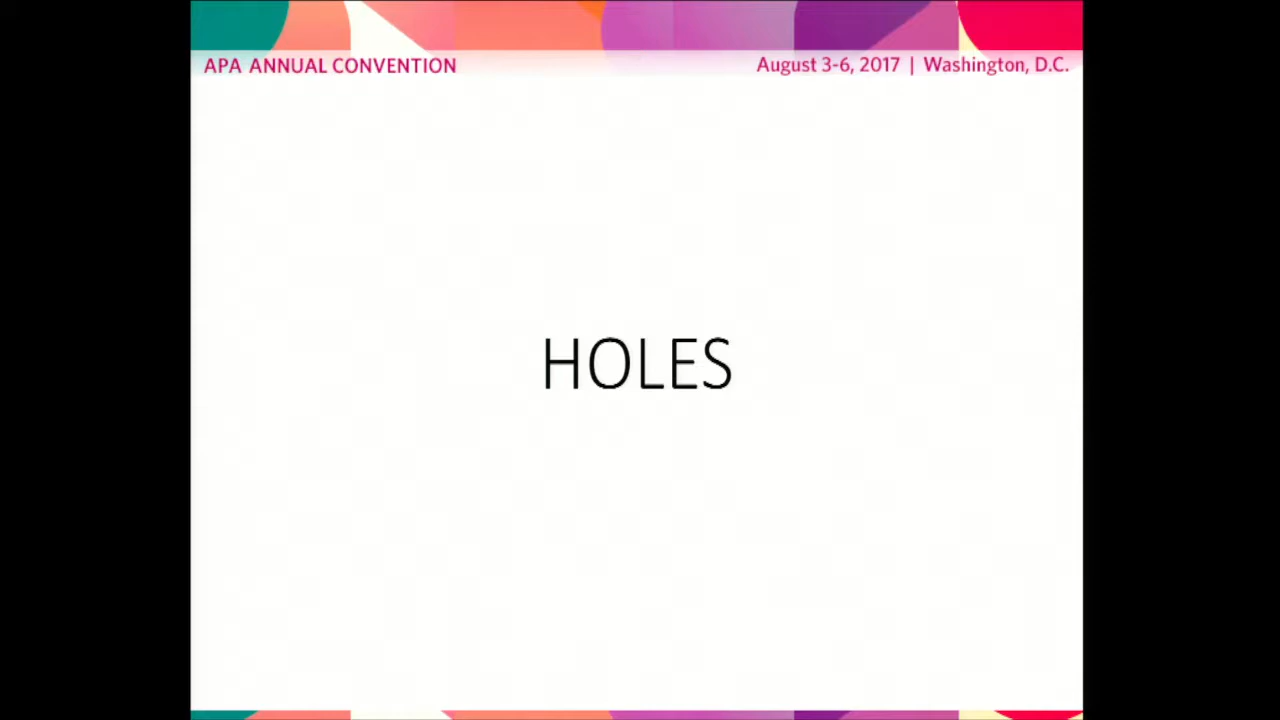 APA ANNUAL CONVENTION
August 3-6, 2017 | Washington, D.C.
HOLES